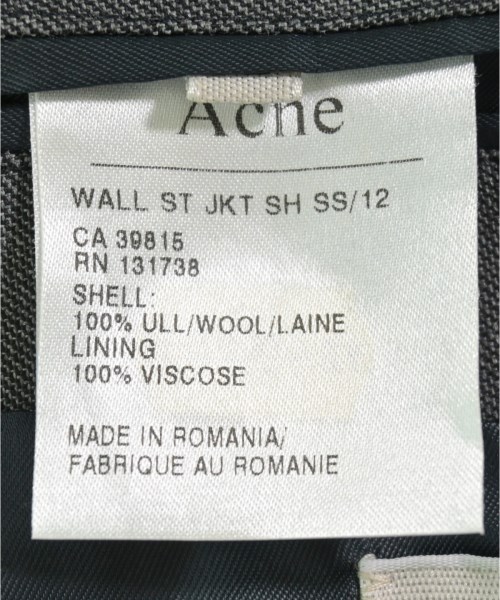 Acne
WALL ST JKT SH SS/12
CA 39815
RN 131738
SHELL:
100% ULL/WOOL/LAINE
LINING
100% VISCOSE
MADE IN ROMANIA/
FABRIQUE AU ROMANIE